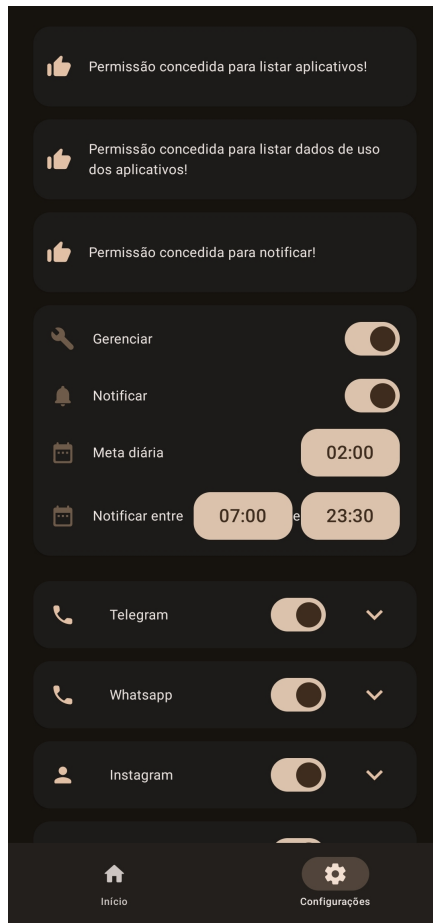 Permissão concedida para listar aplicativos!
Permissão concedida para listar dados de uso
dos aplicativos!
Permissão concedida para notificar!
Gerenciar
Notificar
Meta diária 02:00
Notificar entre 07:00 e 23:30
Telegram
Whatsapp
Instagram
Início Configurações